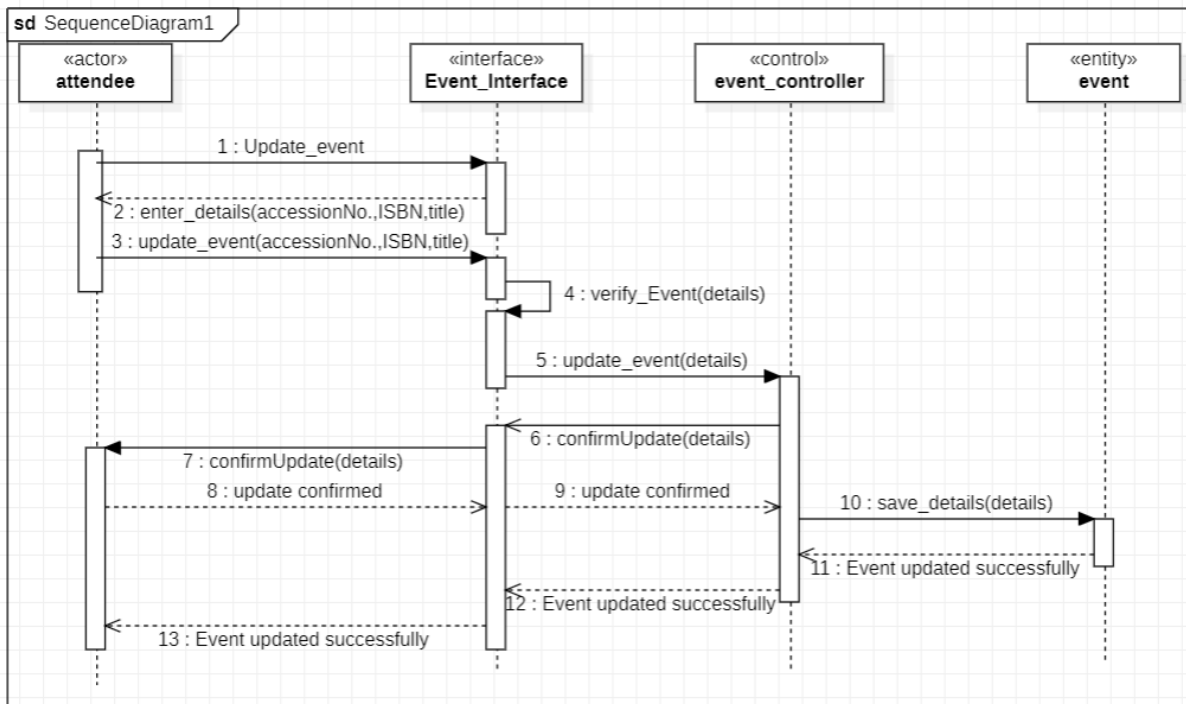 sd SequenceDiagram1
«actor»
attendee
«interface»
Event_Interface
«control»
event_controller
«entity»
event
1 : Update_event
2 : enter_details(accessionNo.,ISBN,title)
3 : update_event(accessionNo.,ISBN,title)
4 : verify_Event(details)
5 : update_event(details)
6 : confirmUpdate(details)
7 : confirmUpdate(details)
8 : update confirmed
9 : update confirmed
10 : save_details(details)
11 : Event updated successfully
12 : Event updated successfully
13 : Event updated successfully